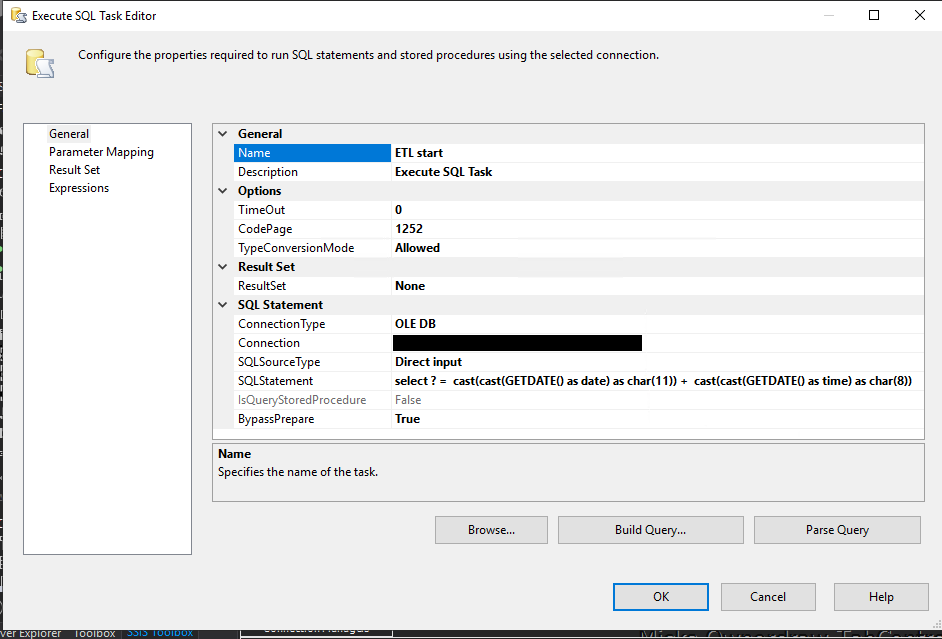 Execute SQL Task Editor
Configure the properties required to run SQL statements and stored procedures using the selected connection.
General
Parameter Mapping
Result Set
Expressions
General
Name ETL start
Description Execute SQL Task
Options
TimeOut 0
CodePage 1252
TypeConversionMode Allowed
Result Set
ResultSet None
SQL Statement
ConnectionType OLE DB
Connection
SQLSourceType Direct input
SQLStatement select ? =  cast(cast(GETDATE() as date) as char(11)) +  cast(cast(GETDATE() as time) as char(8))
IsQueryStoredProcedure False
BypassPrepare True
Name
Specifies the name of the task.
Browse... Build Query... Parse Query
OK Cancel Help
ver Explorer Toolbox SSIS Toolbox